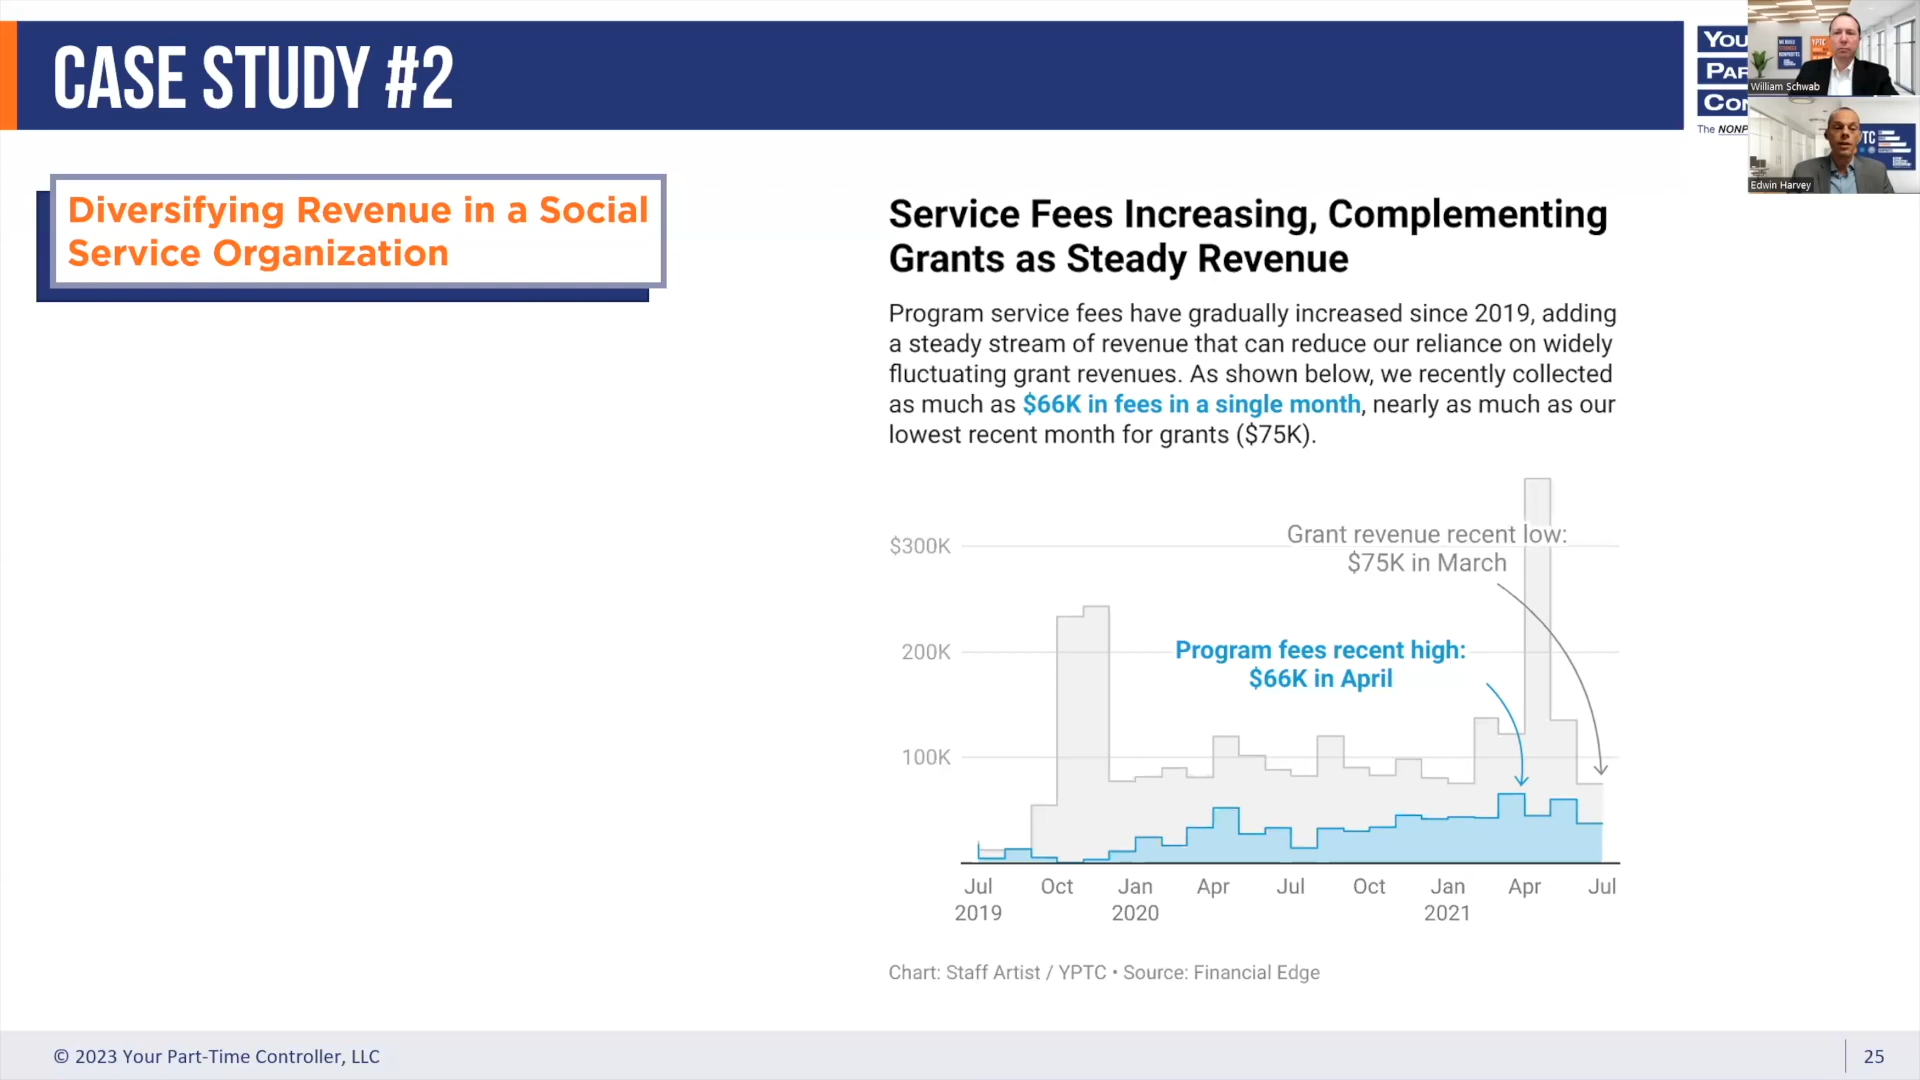 CASE STUDY #2
You
Par
Con
The NONP
William Schwab
Edwin Harvey
Diversifying Revenue in a Social
Service Organization
Service Fees Increasing, Complementing
Grants as Steady Revenue
Program service fees have gradually increased since 2019, adding
a steady stream of revenue that can reduce our reliance on widely
fluctuating grant revenues. As shown below, we recently collected
as much as $66K in fees in a single month, nearly as much as our
lowest recent month for grants ($75K).
Grant revenue recent low:
$75K in March
Program fees recent high:
$66K in April
$300K
200K
100K
Jul Oct Jan Apr Jul Oct Jan Apr Jul
2019 2020 2021
Chart: Staff Artist / YPTC • Source: Financial Edge
© 2023 Your Part-Time Controller, LLC
25